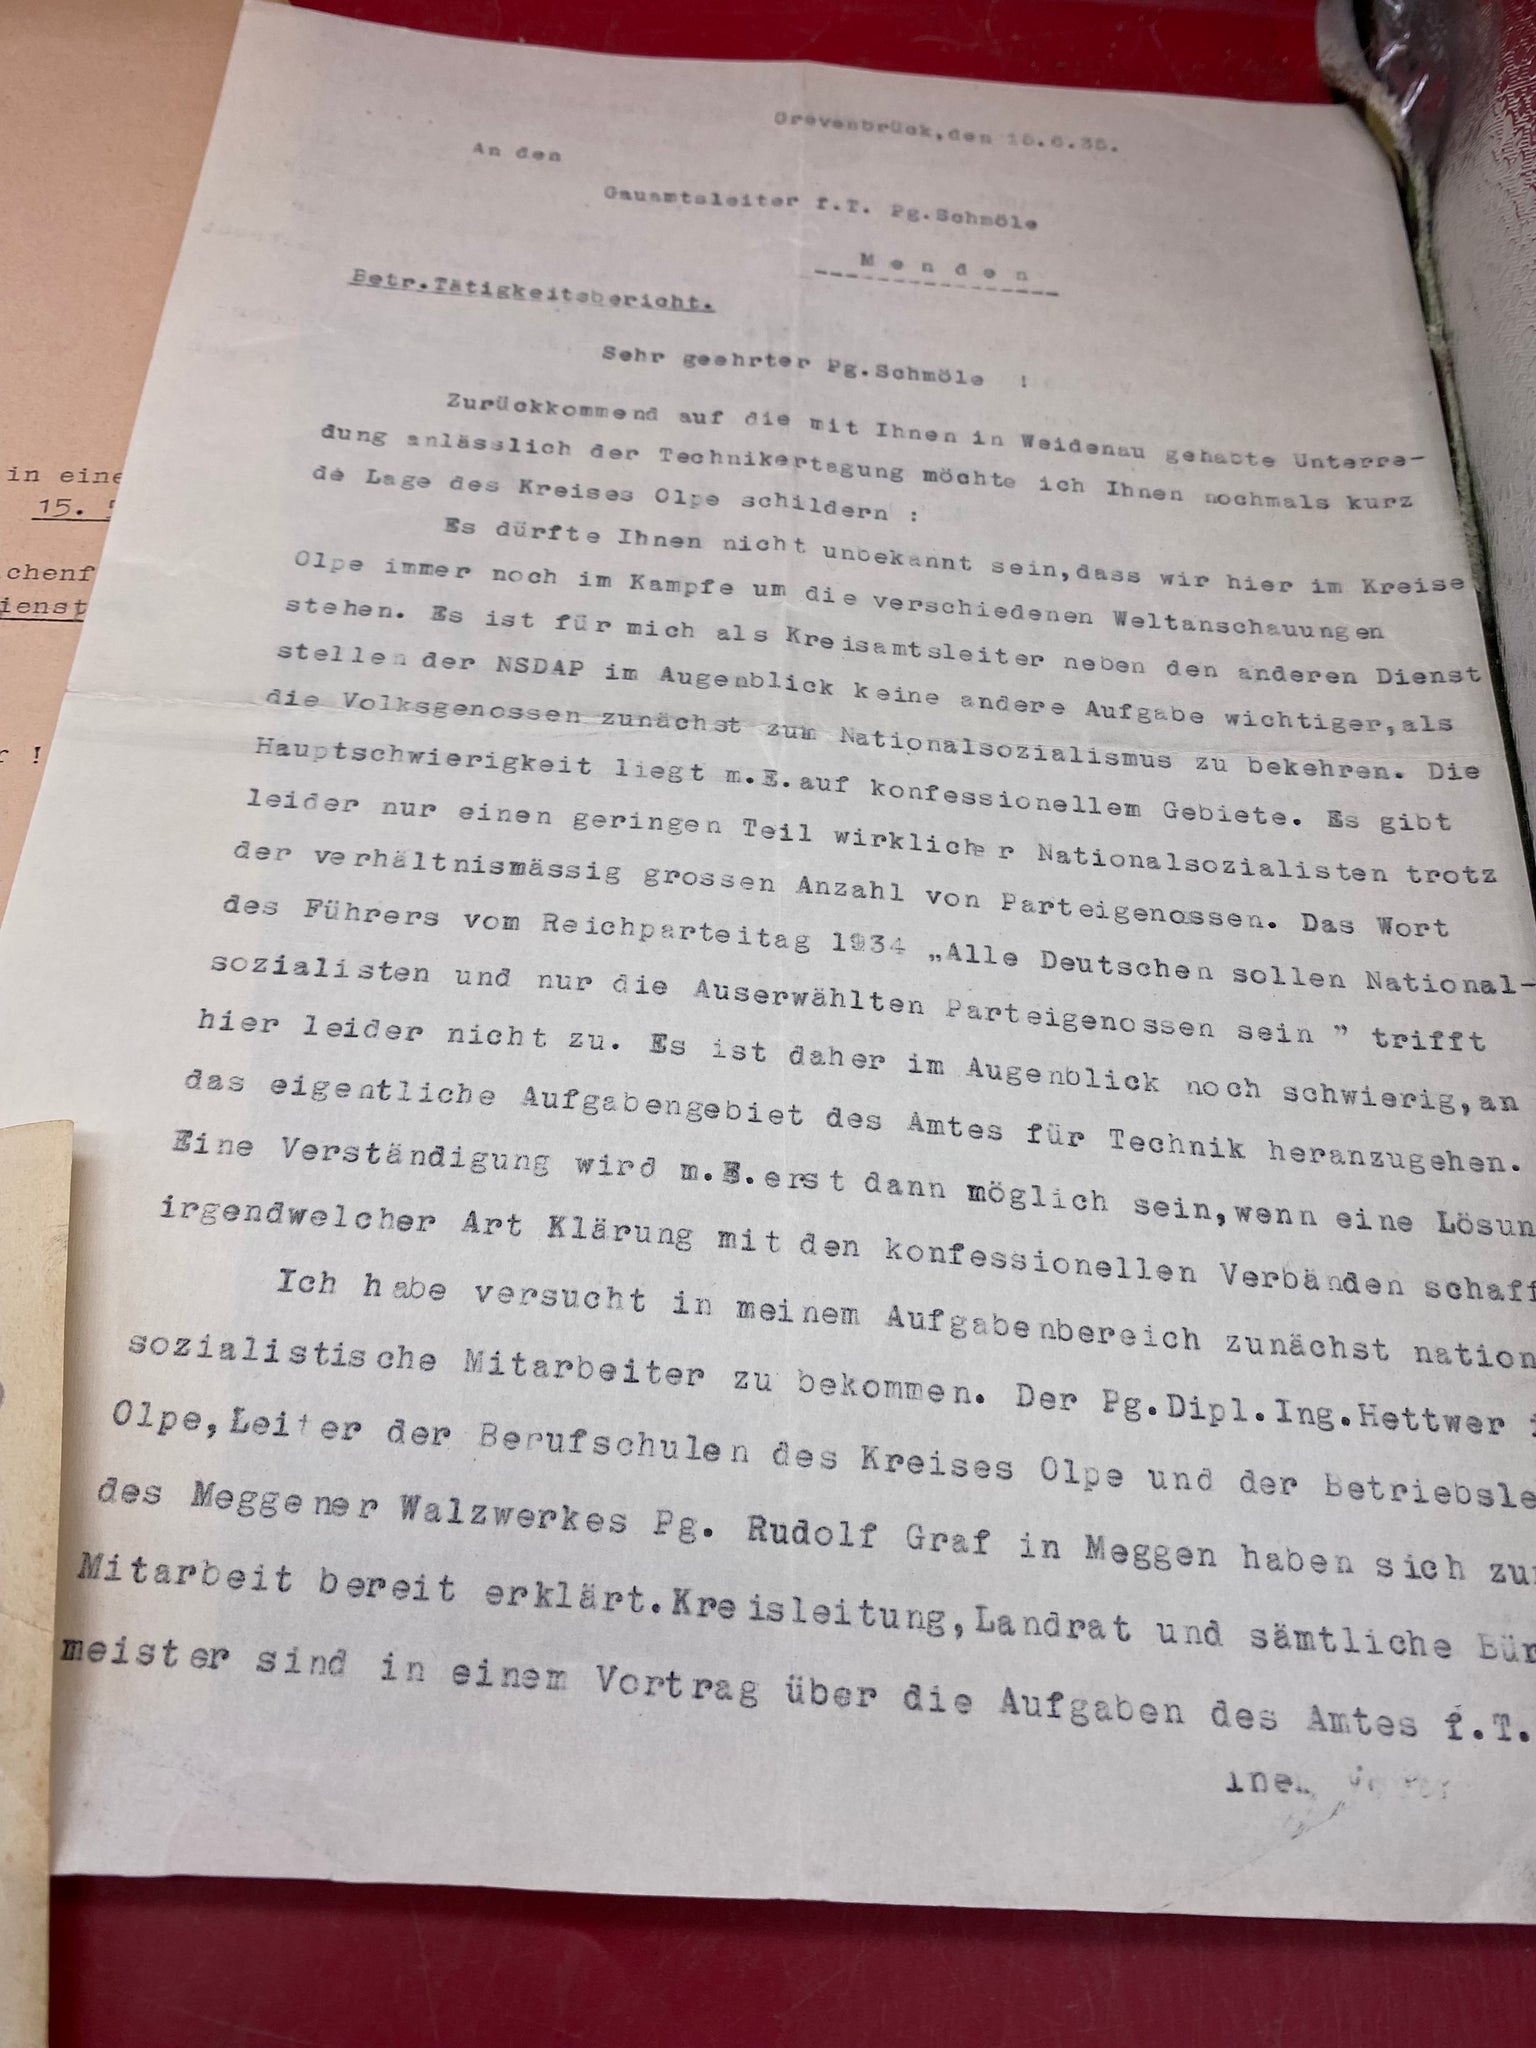 Grevenbrück,den 15.6.35.
An den
Gauamtsleiter f.T. Pg.Schmöle
Menden
Betr.Tätigkeitsbericht.
Sehr geehrter Pg.Schmöle !
Zurückkommend auf die mit Ihnen in Weidenau gehabte Unterre-
dung anlässlich der Technikertagung möchte ich Ihnen nochmals kurz
de Lage des Kreises Olpe schildern :
Es dürfte Ihnen nicht unbekannt sein,dass wir hier im Kreise
Olpe immer noch im Kampfe um die verschiedenen Weltanschauungen
stehen. Es ist für mich als Kreisamtsleiter neben den anderen Dienst
stellen der NSDAP im Augenblick keine andere Aufgabe wichtiger,als
die Volksgenossen zunächst zum Nationalsozialismus zu bekehren. Die
Hauptschwierigkeit liegt m.E.auf konfessionellem Gebiete. Es gibt
leider nur einen geringen Teil wirklicher Nationalsozialisten trotz
der verhältnismässig grossen Anzahl von Parteigenossen. Das Wort
des Führers vom Reichparteitag 1934 „Alle Deutschen sollen National-
sozialisten und nur die Auserwählten Parteigenossen sein ” trifft
hier leider nicht zu. Es ist daher im Augenblick noch schwierig,an
das eigentliche Aufgabengebiet des Amtes für Technik heranzugehen.
Eine Verständigung wird m.E.erst dann möglich sein,wenn eine Lösun
irgendwelcher Art Klärung mit den konfessionellen Verbänden schaff
Ich habe versucht in meinem Aufgabenbereich zunächst nation
sozialistische Mitarbeiter zu bekommen. Der Pg.Dipl.Ing.Hettwer i
Olpe,Leiter der Berufschulen des Kreises Olpe und der Betriebsle
des Meggener Walzwerkes Pg. Rudolf Graf in Meggen haben sich zur
Mitarbeit bereit erklärt.Kreisleitung,Landrat und sämtliche Bür
meister sind in einem Vortrag über die Aufgaben des Amtes f.T.
in eine
15.
chenf
ienst
r !